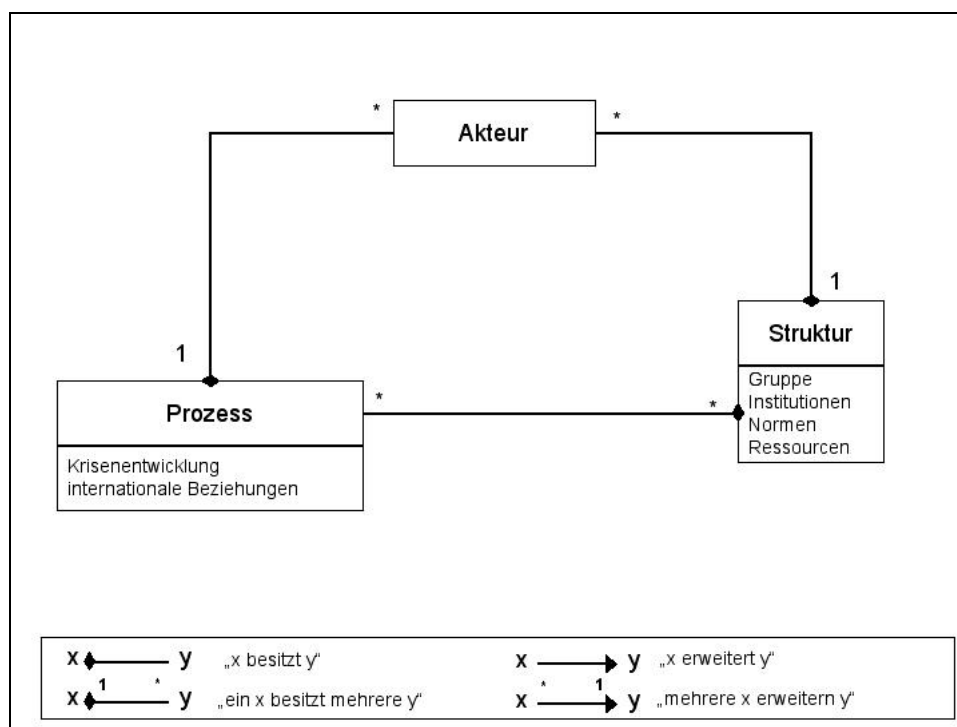 * Akteur *
1
Struktur
1
Gruppe
Institutionen
Normen
Ressourcen
Prozess
* *
Krisenentwicklung
internationale Beziehungen
x y „x besitzt y“
x y „x erweitert y“
x 1 * y „ein x besitzt mehrere y“
x * 1 y „mehrere x erweitern y“